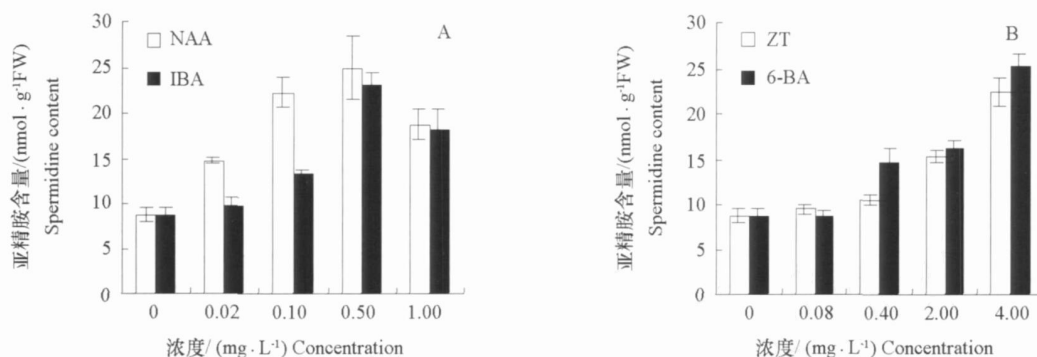 30
25
20
15
10
5
0
亚精胺含量/(nmol · g⁻¹FW)
Spermidine content
NAA
IBA
A
0 0.02 0.10 0.50 1.00
浓度/ (mg · L⁻¹) Concentration
30
25
20
15
10
5
0
亚精胺含量/(nmol · g⁻¹FW)
Spermidine content
ZT
6-BA
B
0 0.08 0.40 2.00 4.00
浓度/ (mg · L⁻¹) Concentration